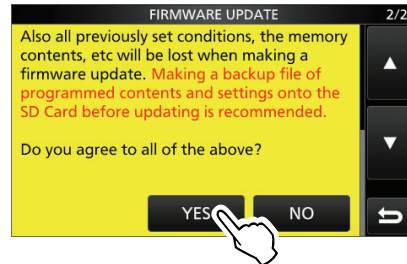 FIRMWARE UPDATE 2/2
Also all previously set conditions, the memory
contents, etc will be lost when making a
firmware update. Making a backup file of
programmed contents and settings onto the
SD Card before updating is recommended.
Do you agree to all of the above?
YES NO